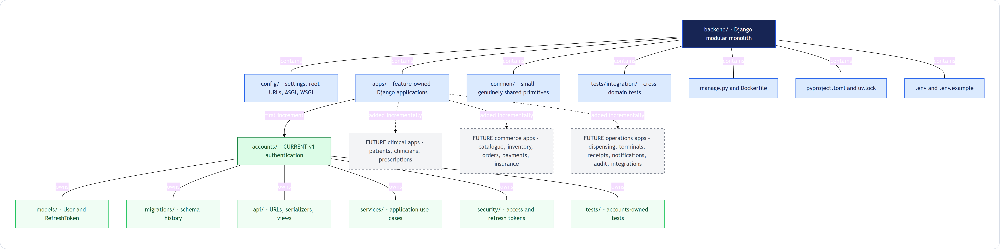 backend/ - Django
modular monolith
contains
contains
contains
contains
contains
contains
contains
config/ - settings, root
URLs, ASGI, WSGI
apps/ - feature-owned
Django applications
common/ - small
genuinely shared primitives
tests/integration/ - cross-
domain tests
manage.py and Dockerfile
pyproject.toml and uv.lock
.env and .env.example
first increment
added incrementally
added incrementally
added incrementally
accounts/ - CURRENT v1
authentication
FUTURE clinical apps -
patients, clinicians,
prescriptions
FUTURE commerce apps -
catalogue, inventory,
orders, payments,
insurance
FUTURE operations apps -
dispensing, terminals,
receipts, notifications,
audit, integrations
owns
owns
owns
owns
owns
owns
models/ - User and
RefreshToken
migrations/ - schema
history
api/ - URLs, serializers,
views
services/ - application use
cases
security/ - access and
refresh tokens
tests/ - accounts-owned
tests